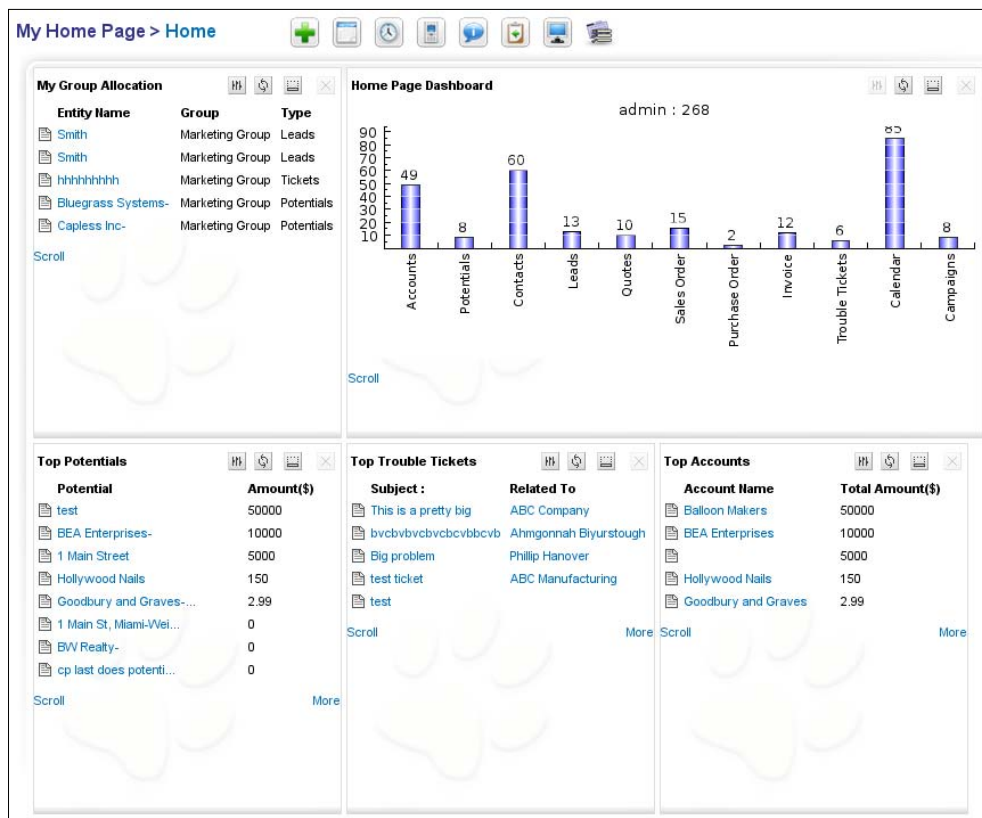 My Home Page > Home
My Group Allocation
Entity Name Group Type
Smith Marketing Group Leads
Smith Marketing Group Leads
hhhhhhhhh Marketing Group Tickets
Bluegrass Systems- Marketing Group Potentials
Capless Inc- Marketing Group Potentials
Scroll
Home Page Dashboard
admin : 268
90
80
70
60
50
40
30
20
10
49
8
60
13
10
15
2
12
6
85
8
Accounts
Potentials
Contacts
Leads
Quotes
Sales Order
Purchase Order
Invoice
Trouble Tickets
Calendar
Campaigns
Scroll
Top Potentials
Potential Amount($)
test 50000
BEA Enterprises- 10000
1 Main Street 5000
Hollywood Nails 150
Goodbury and Graves-... 2.99
1 Main St, Miami-Wei... 0
BW Realty- 0
cp last does potenti... 0
Scroll More
Top Trouble Tickets
Subject : Related To
This is a pretty big ABC Company
bvcbvbvcbvcbcvbbcvb Ahmgonnah Biyurstough
Big problem Phillip Hanover
test ticket ABC Manufacturing
test
Scroll More
Top Accounts
Account Name Total Amount($)
Balloon Makers 50000
BEA Enterprises 10000
5000
Hollywood Nails 150
Goodbury and Graves 2.99
Scroll More